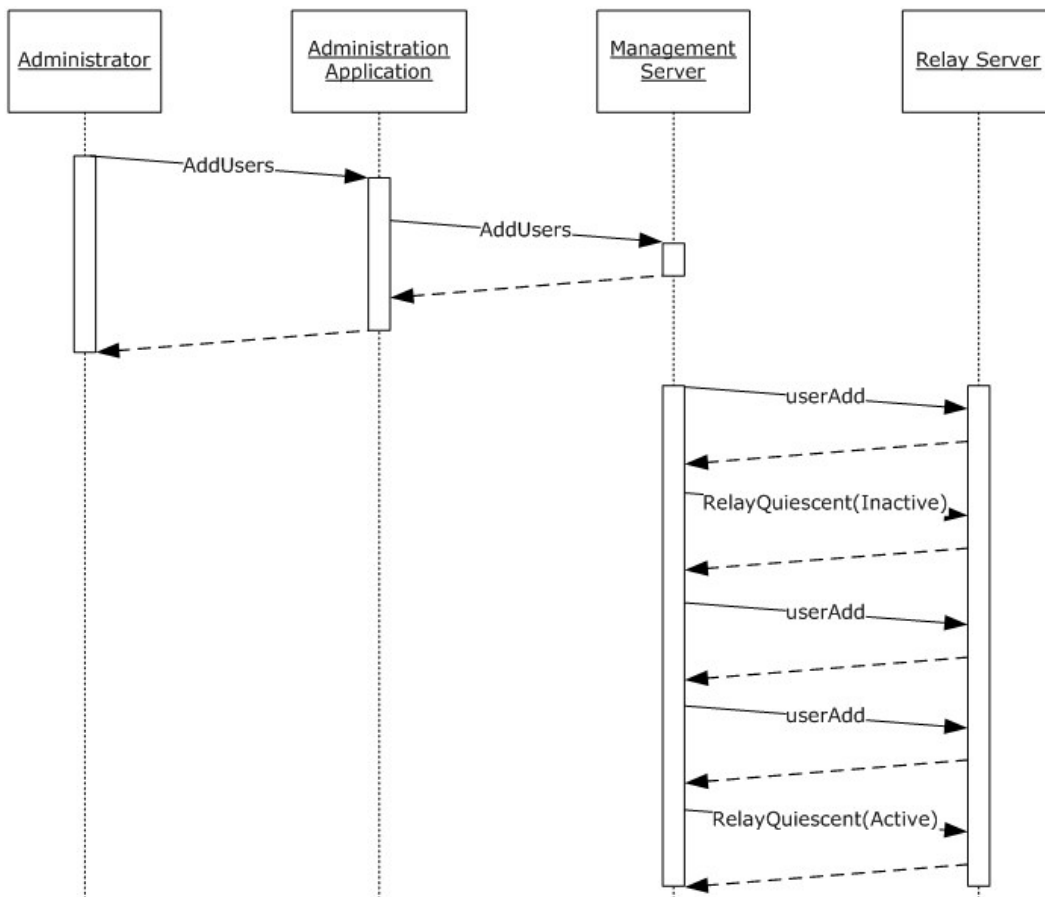 Administrator
Administration
Application
Management
Server
Relay Server
AddUsers
AddUsers
userAdd
RelayQuiescent(Inactive)
userAdd
userAdd
RelayQuiescent(Active)